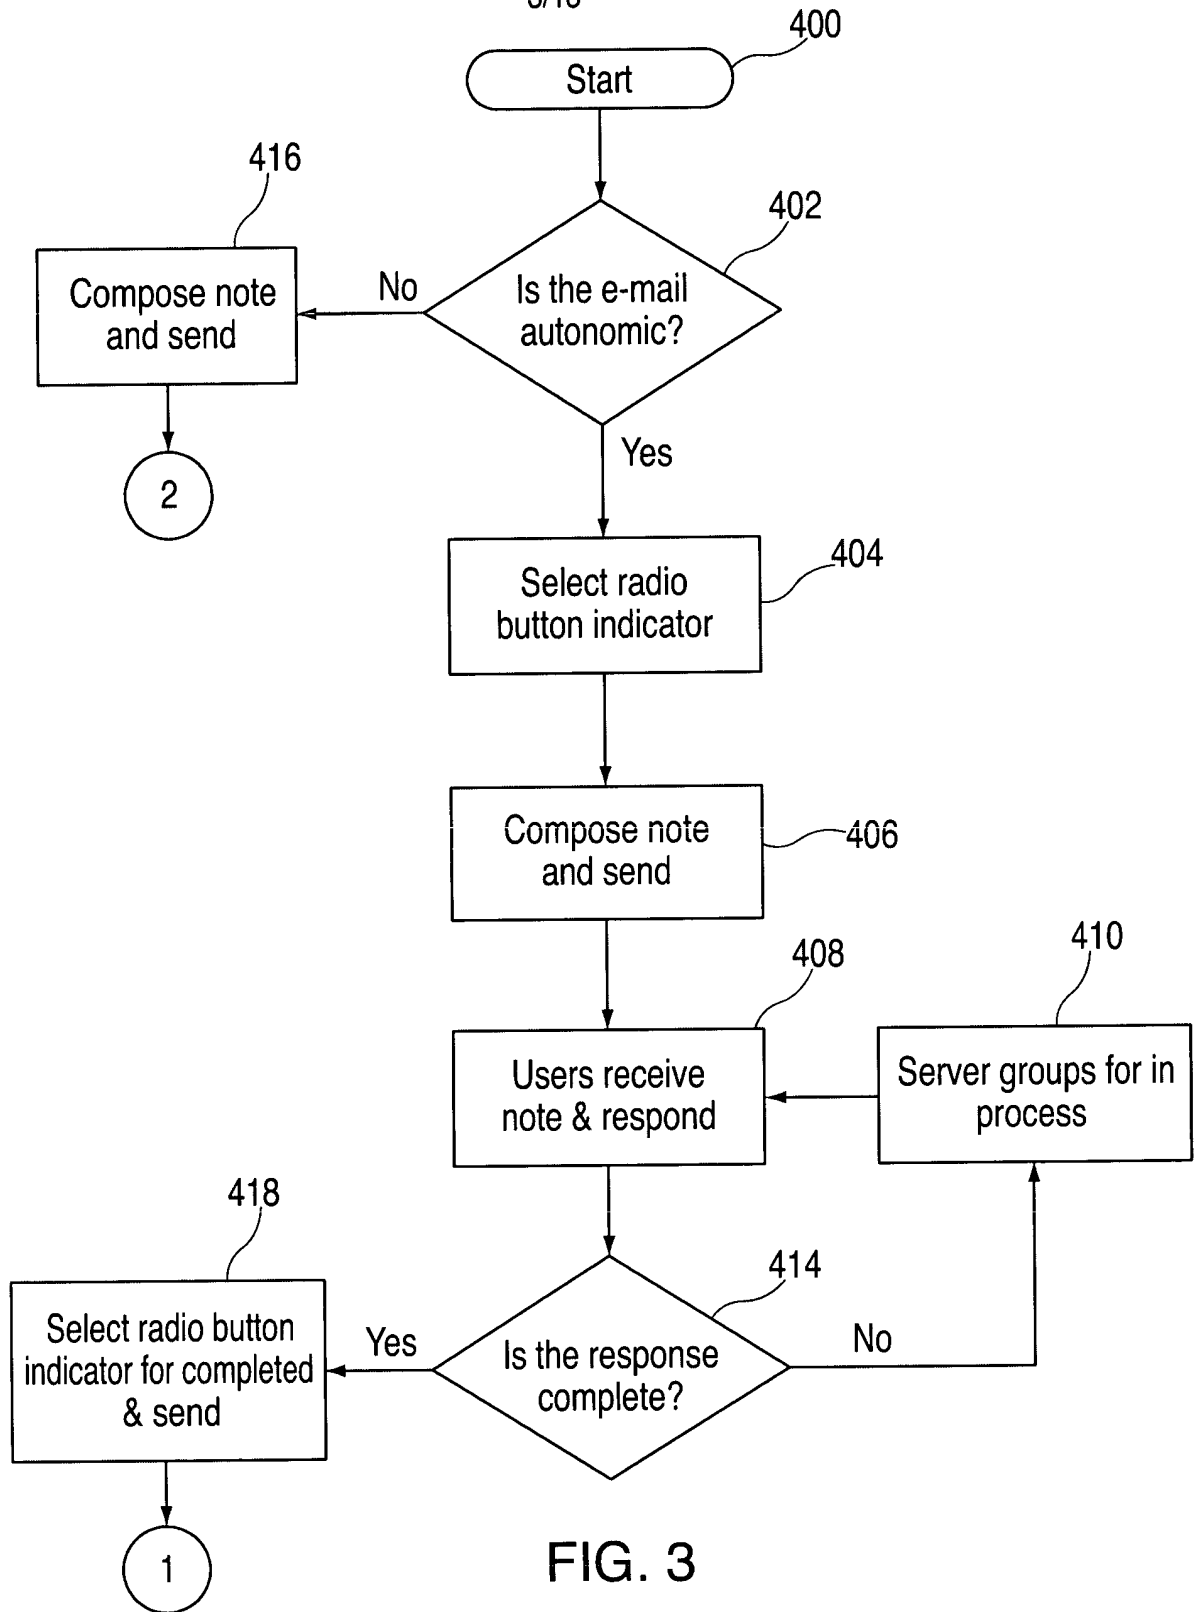 400
Start
416
402
Compose note
and send
No
Is the e-mail
autonomic?
Yes
2
404
Select radio
button indicator
Compose note
and send
406
408
410
Users receive
note & respond
Server groups for in
process
418
414
Select radio button
indicator for completed
& send
Yes
Is the response
complete?
No
1
FIG. 3